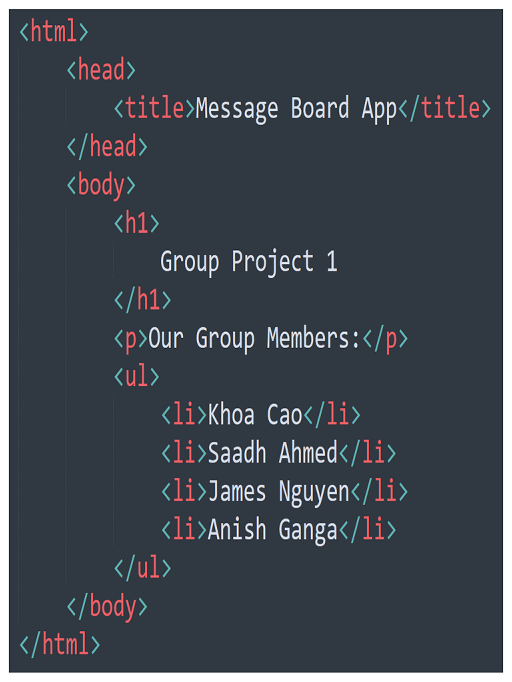 <html>
<head>
<title>Message Board App</title>
</head>
<body>
<h1>
Group Project 1
</h1>
<p>Our Group Members:</p>
<ul>
<li>Khoa Cao</li>
<li>Saadh Ahmed</li>
<li>James Nguyen</li>
<li>Anish Ganga</li>
</ul>
</body>
</html>